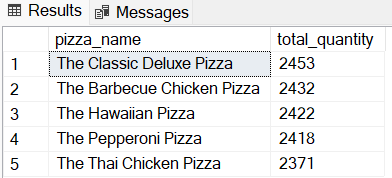 Results Messages
pizza_name total_quantity
1 The Classic Deluxe Pizza 2453
2 The Barbecue Chicken Pizza 2432
3 The Hawaiian Pizza 2422
4 The Pepperoni Pizza 2418
5 The Thai Chicken Pizza 2371